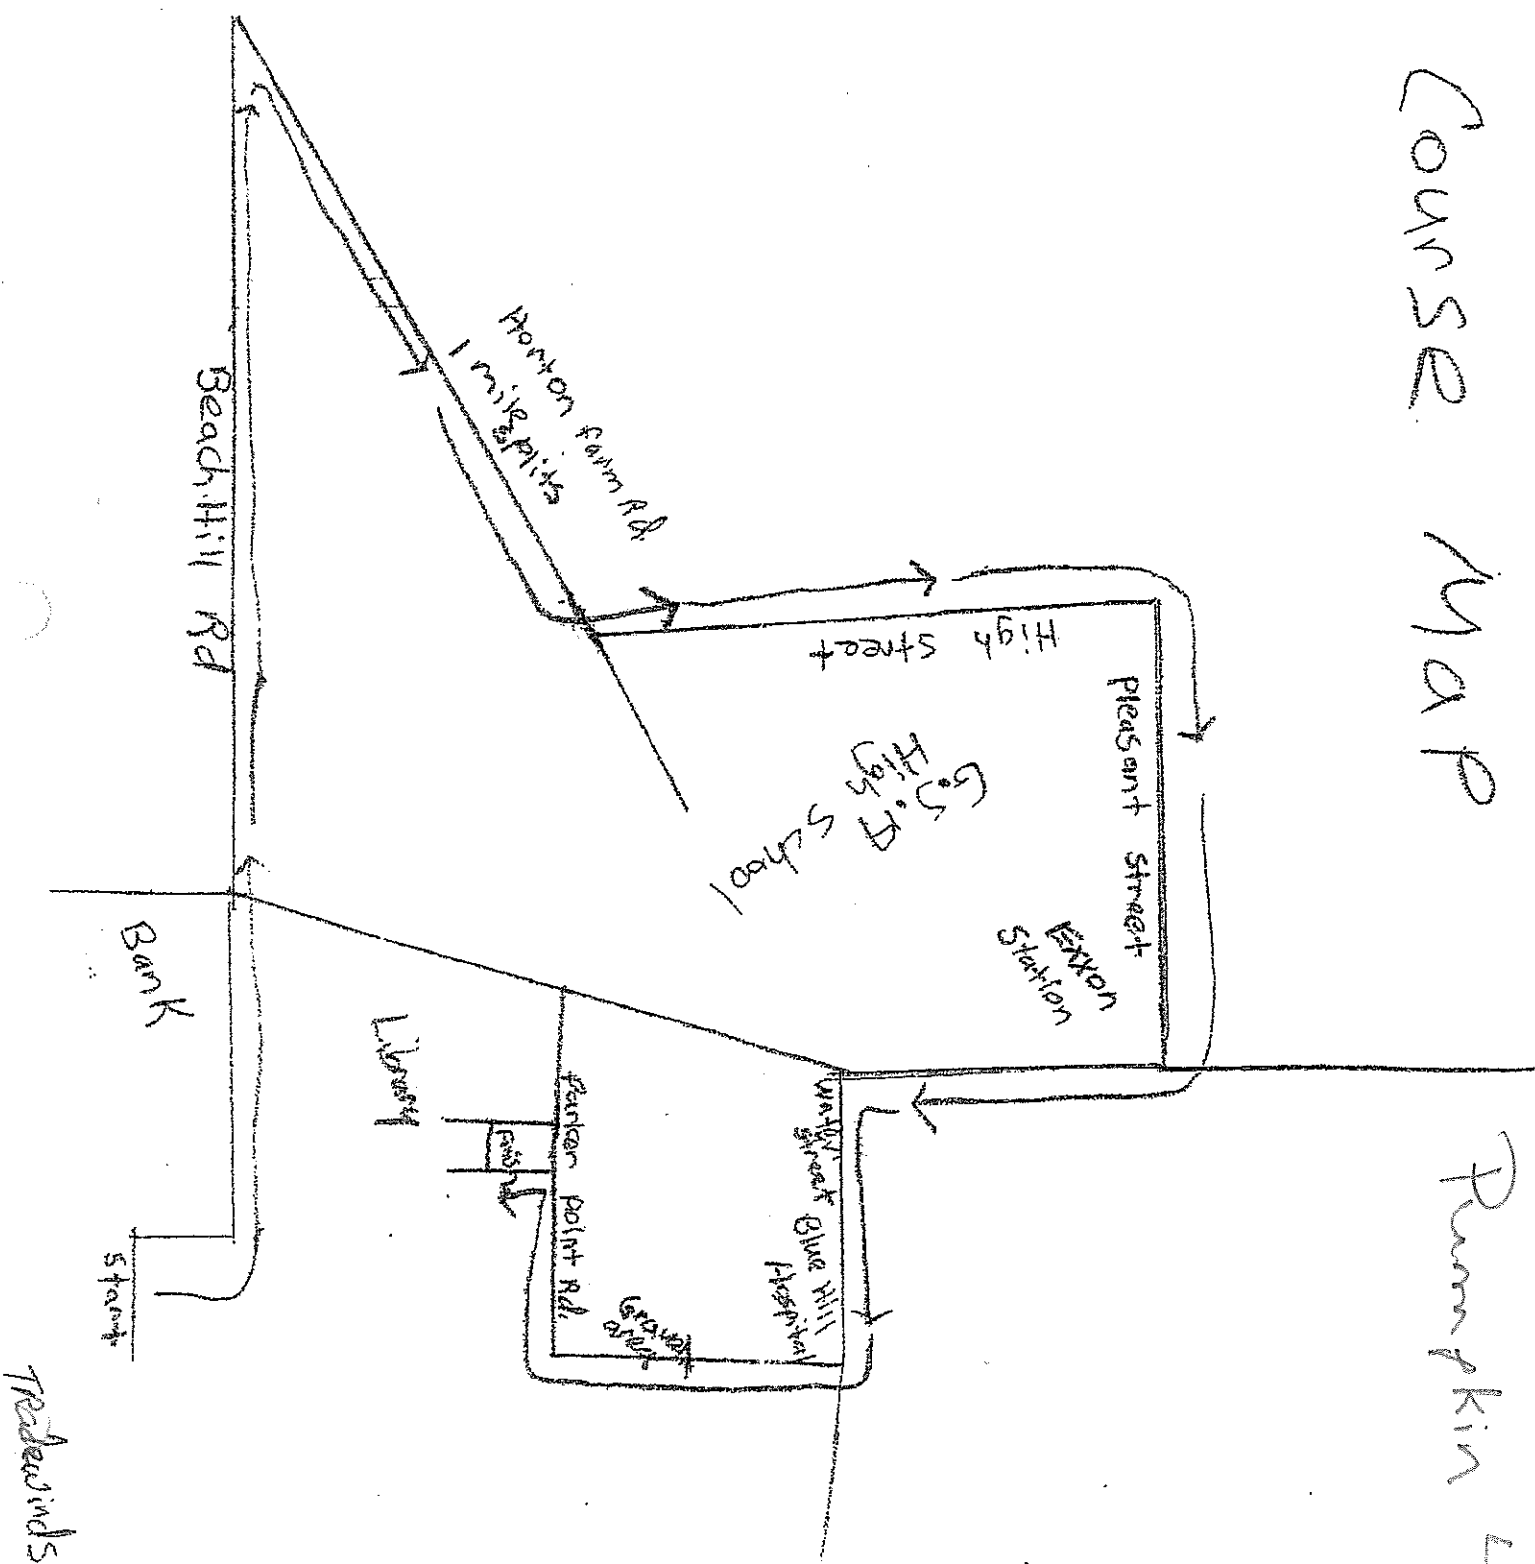 Course Map
Pumpkin
Horton farm Rd.
1 mile splits
High Street
Pleasant Street
G.S.A
High School
Exxon
Station
Beach Hill Rd
Bank
Library
Parker point Rd.
Finish
Water
Street
Blue Hill
Hospital
Start
TRadewinds